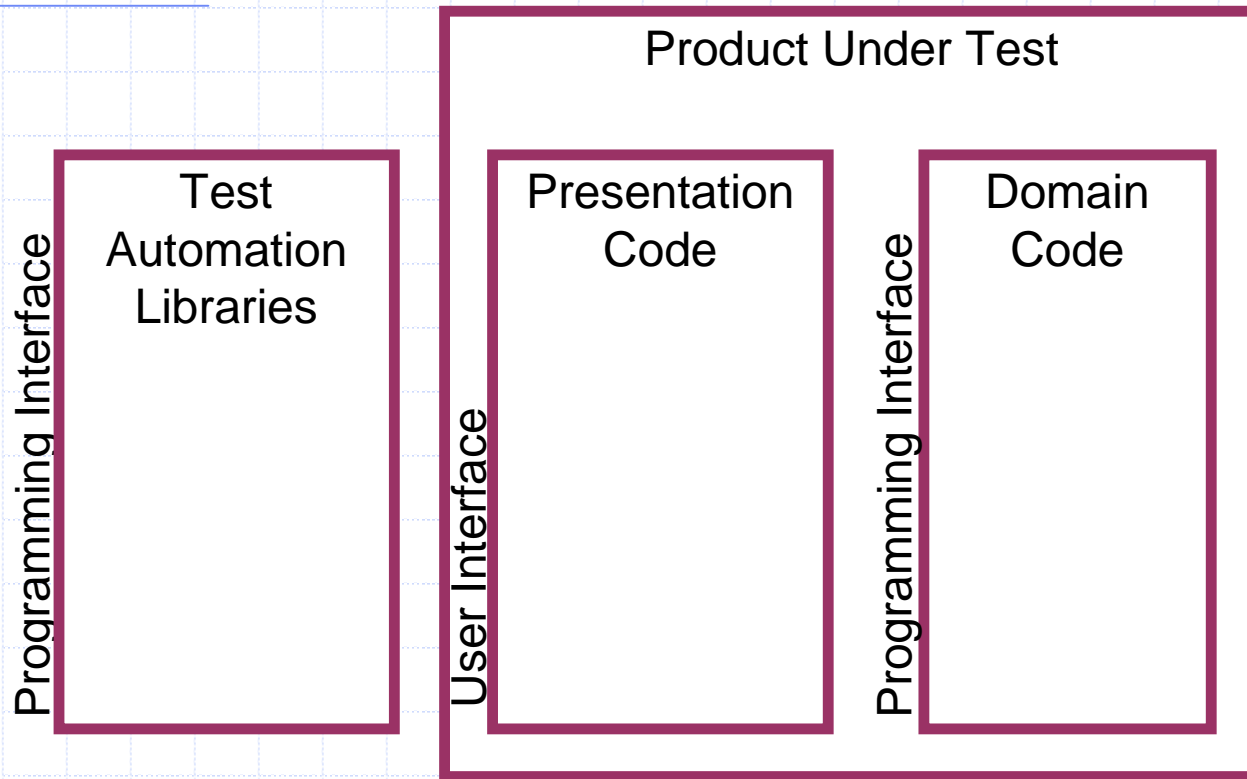 Product Under Test
Programming Interface
Test
Automation
Libraries
User Interface
Presentation
Code
Programming Interface
Domain
Code